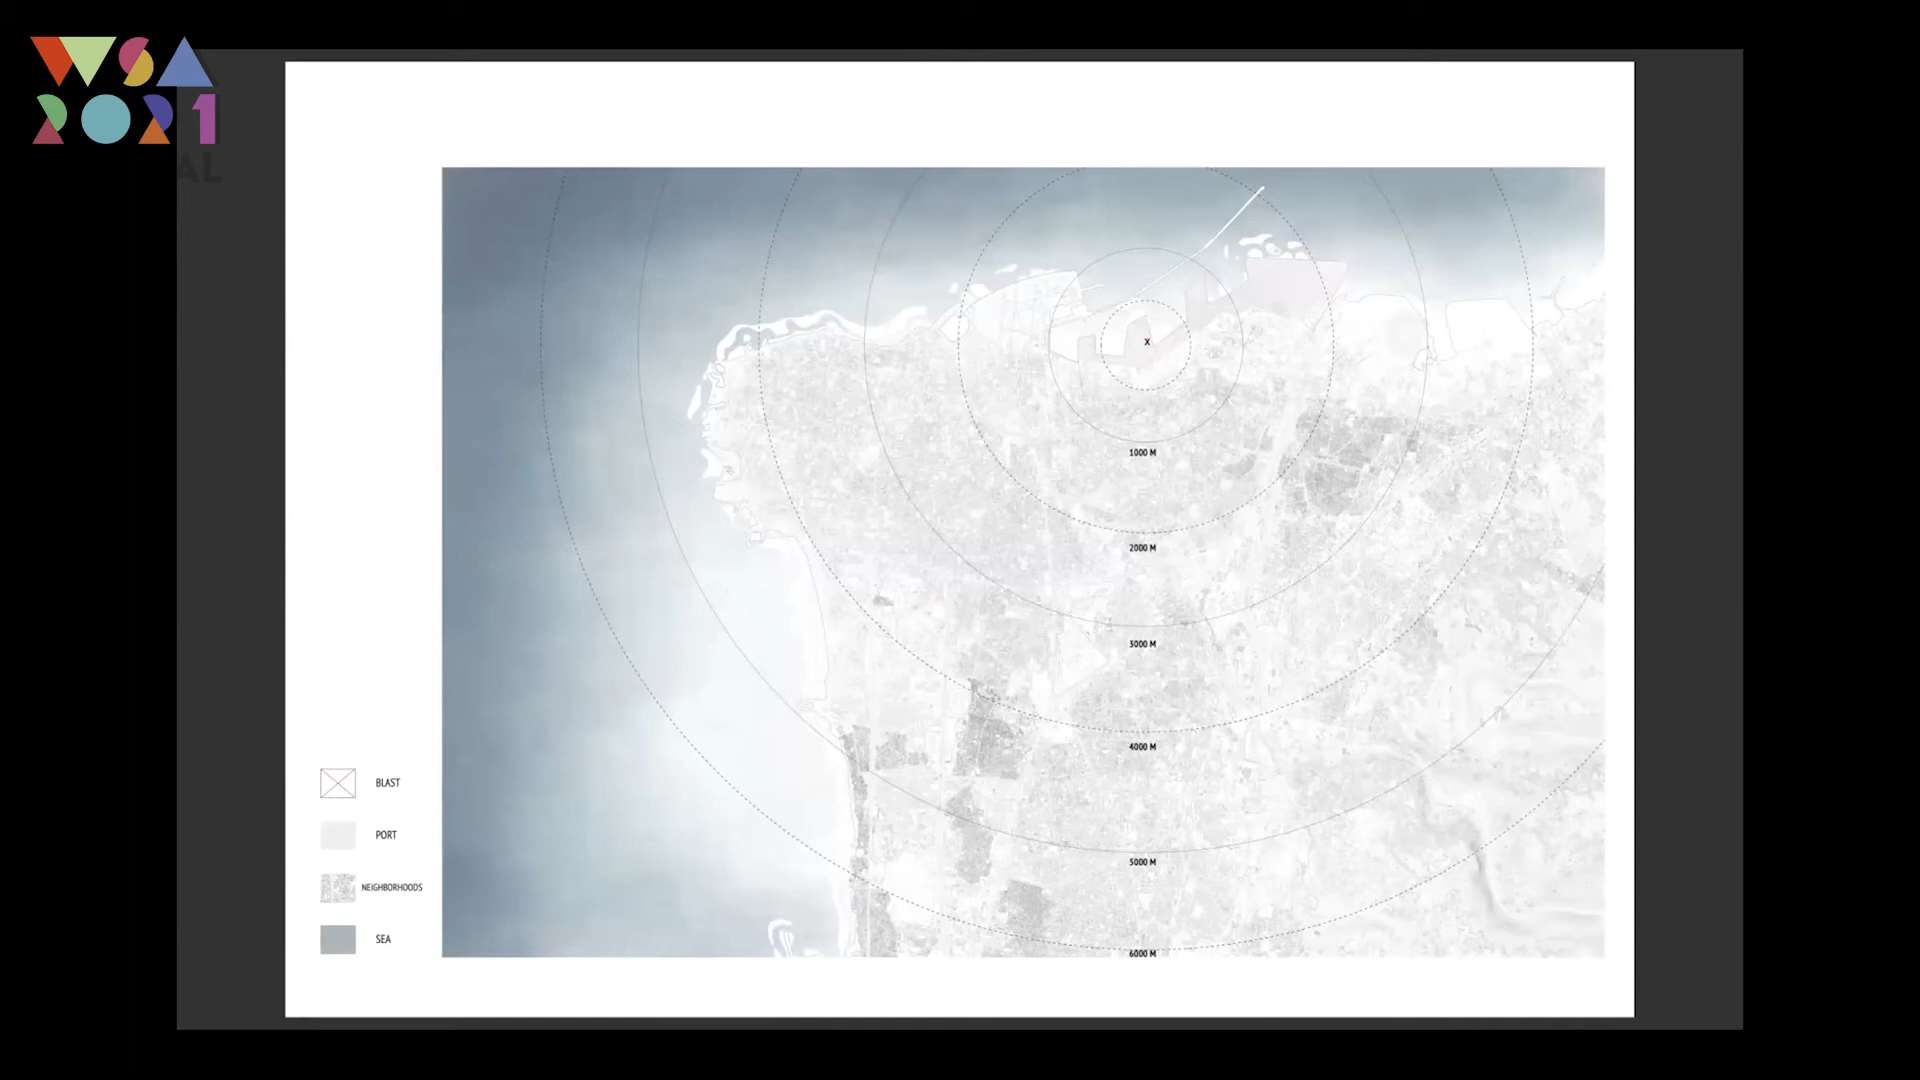 WSA
2021
AL
X
1000 M
2000 M
3000 M
4000 M
5000 M
6000 M
BLAST
PORT
NEIGHBORHOODS
SEA